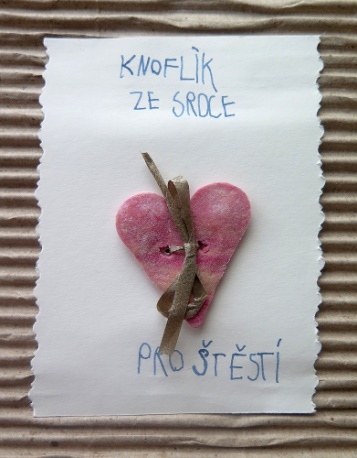 KNOFLÍK
ZE SRDCE
PRO ŠTĚSTÍ